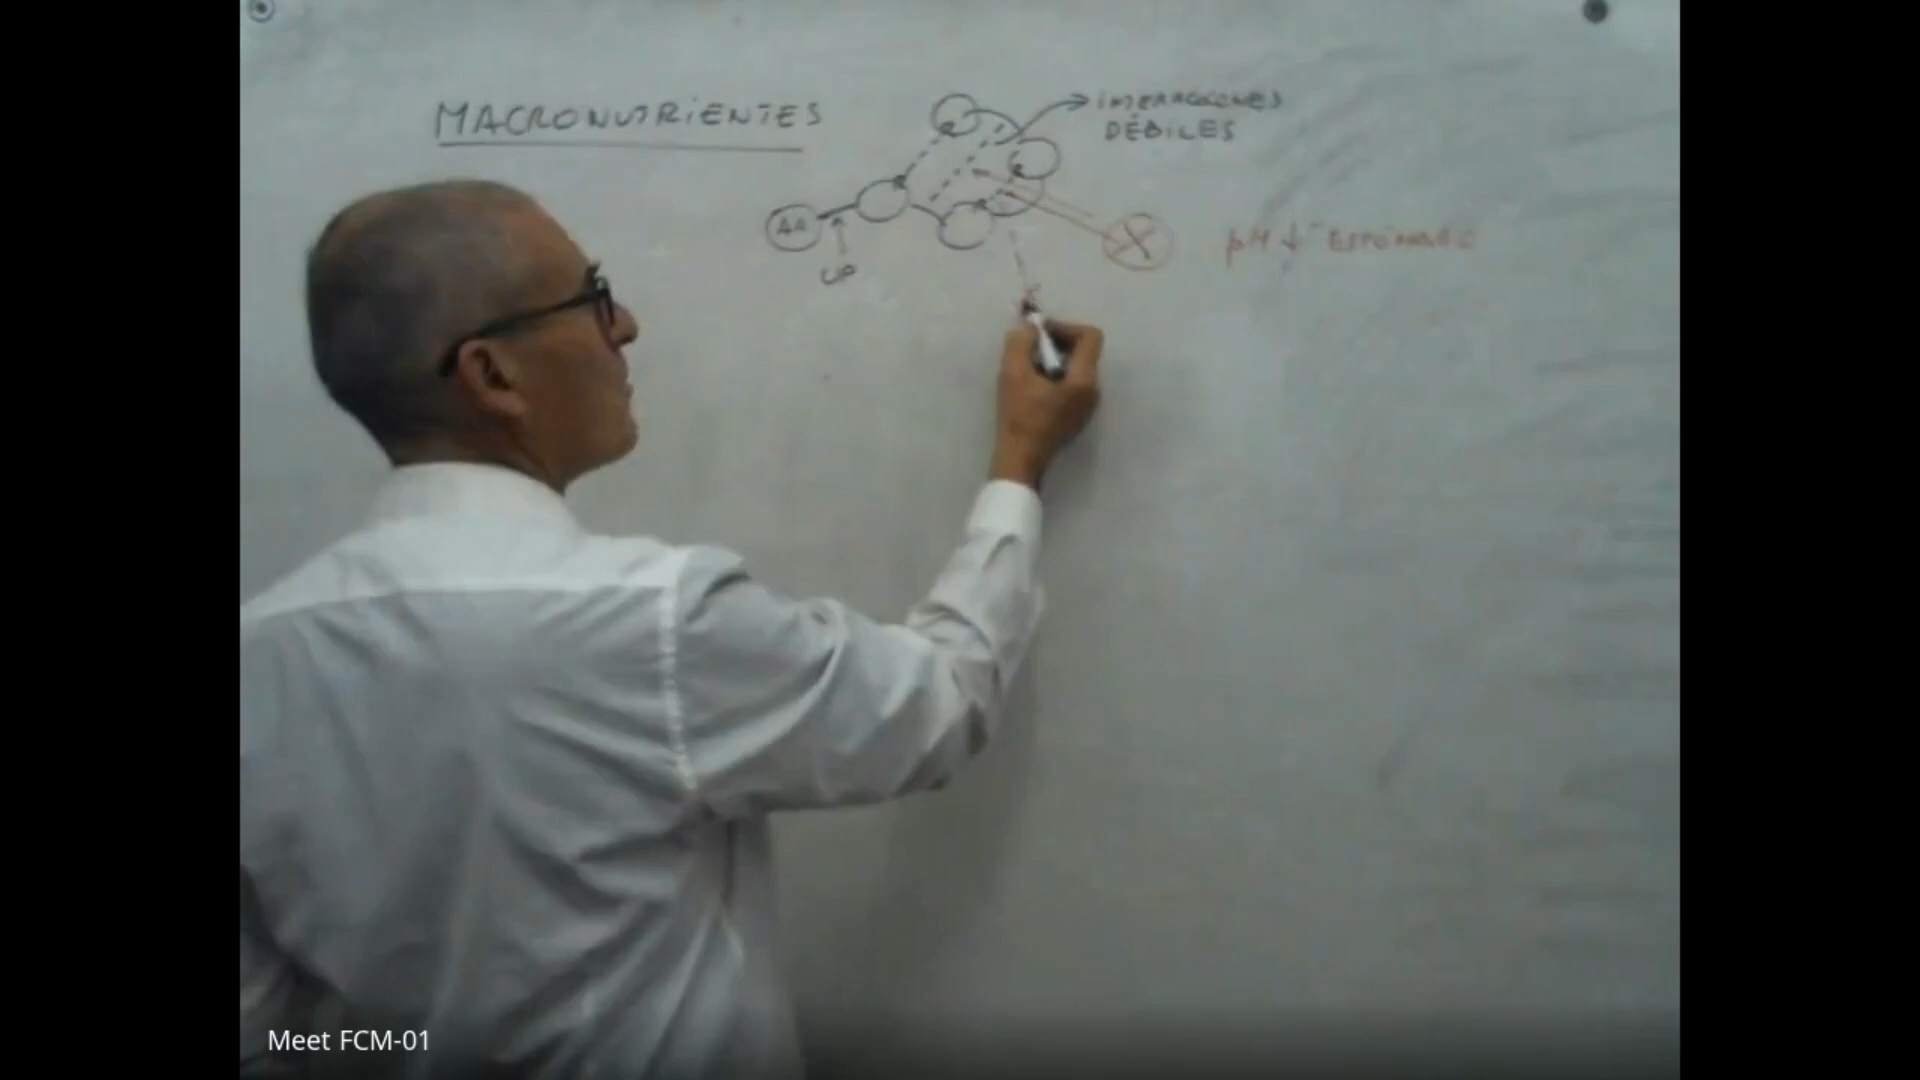 MACRONUTRIENTES
INTERACCIONES
DÉBILES
AA
UP
pH ↓ ESTÓMAGO
Meet FCM-01